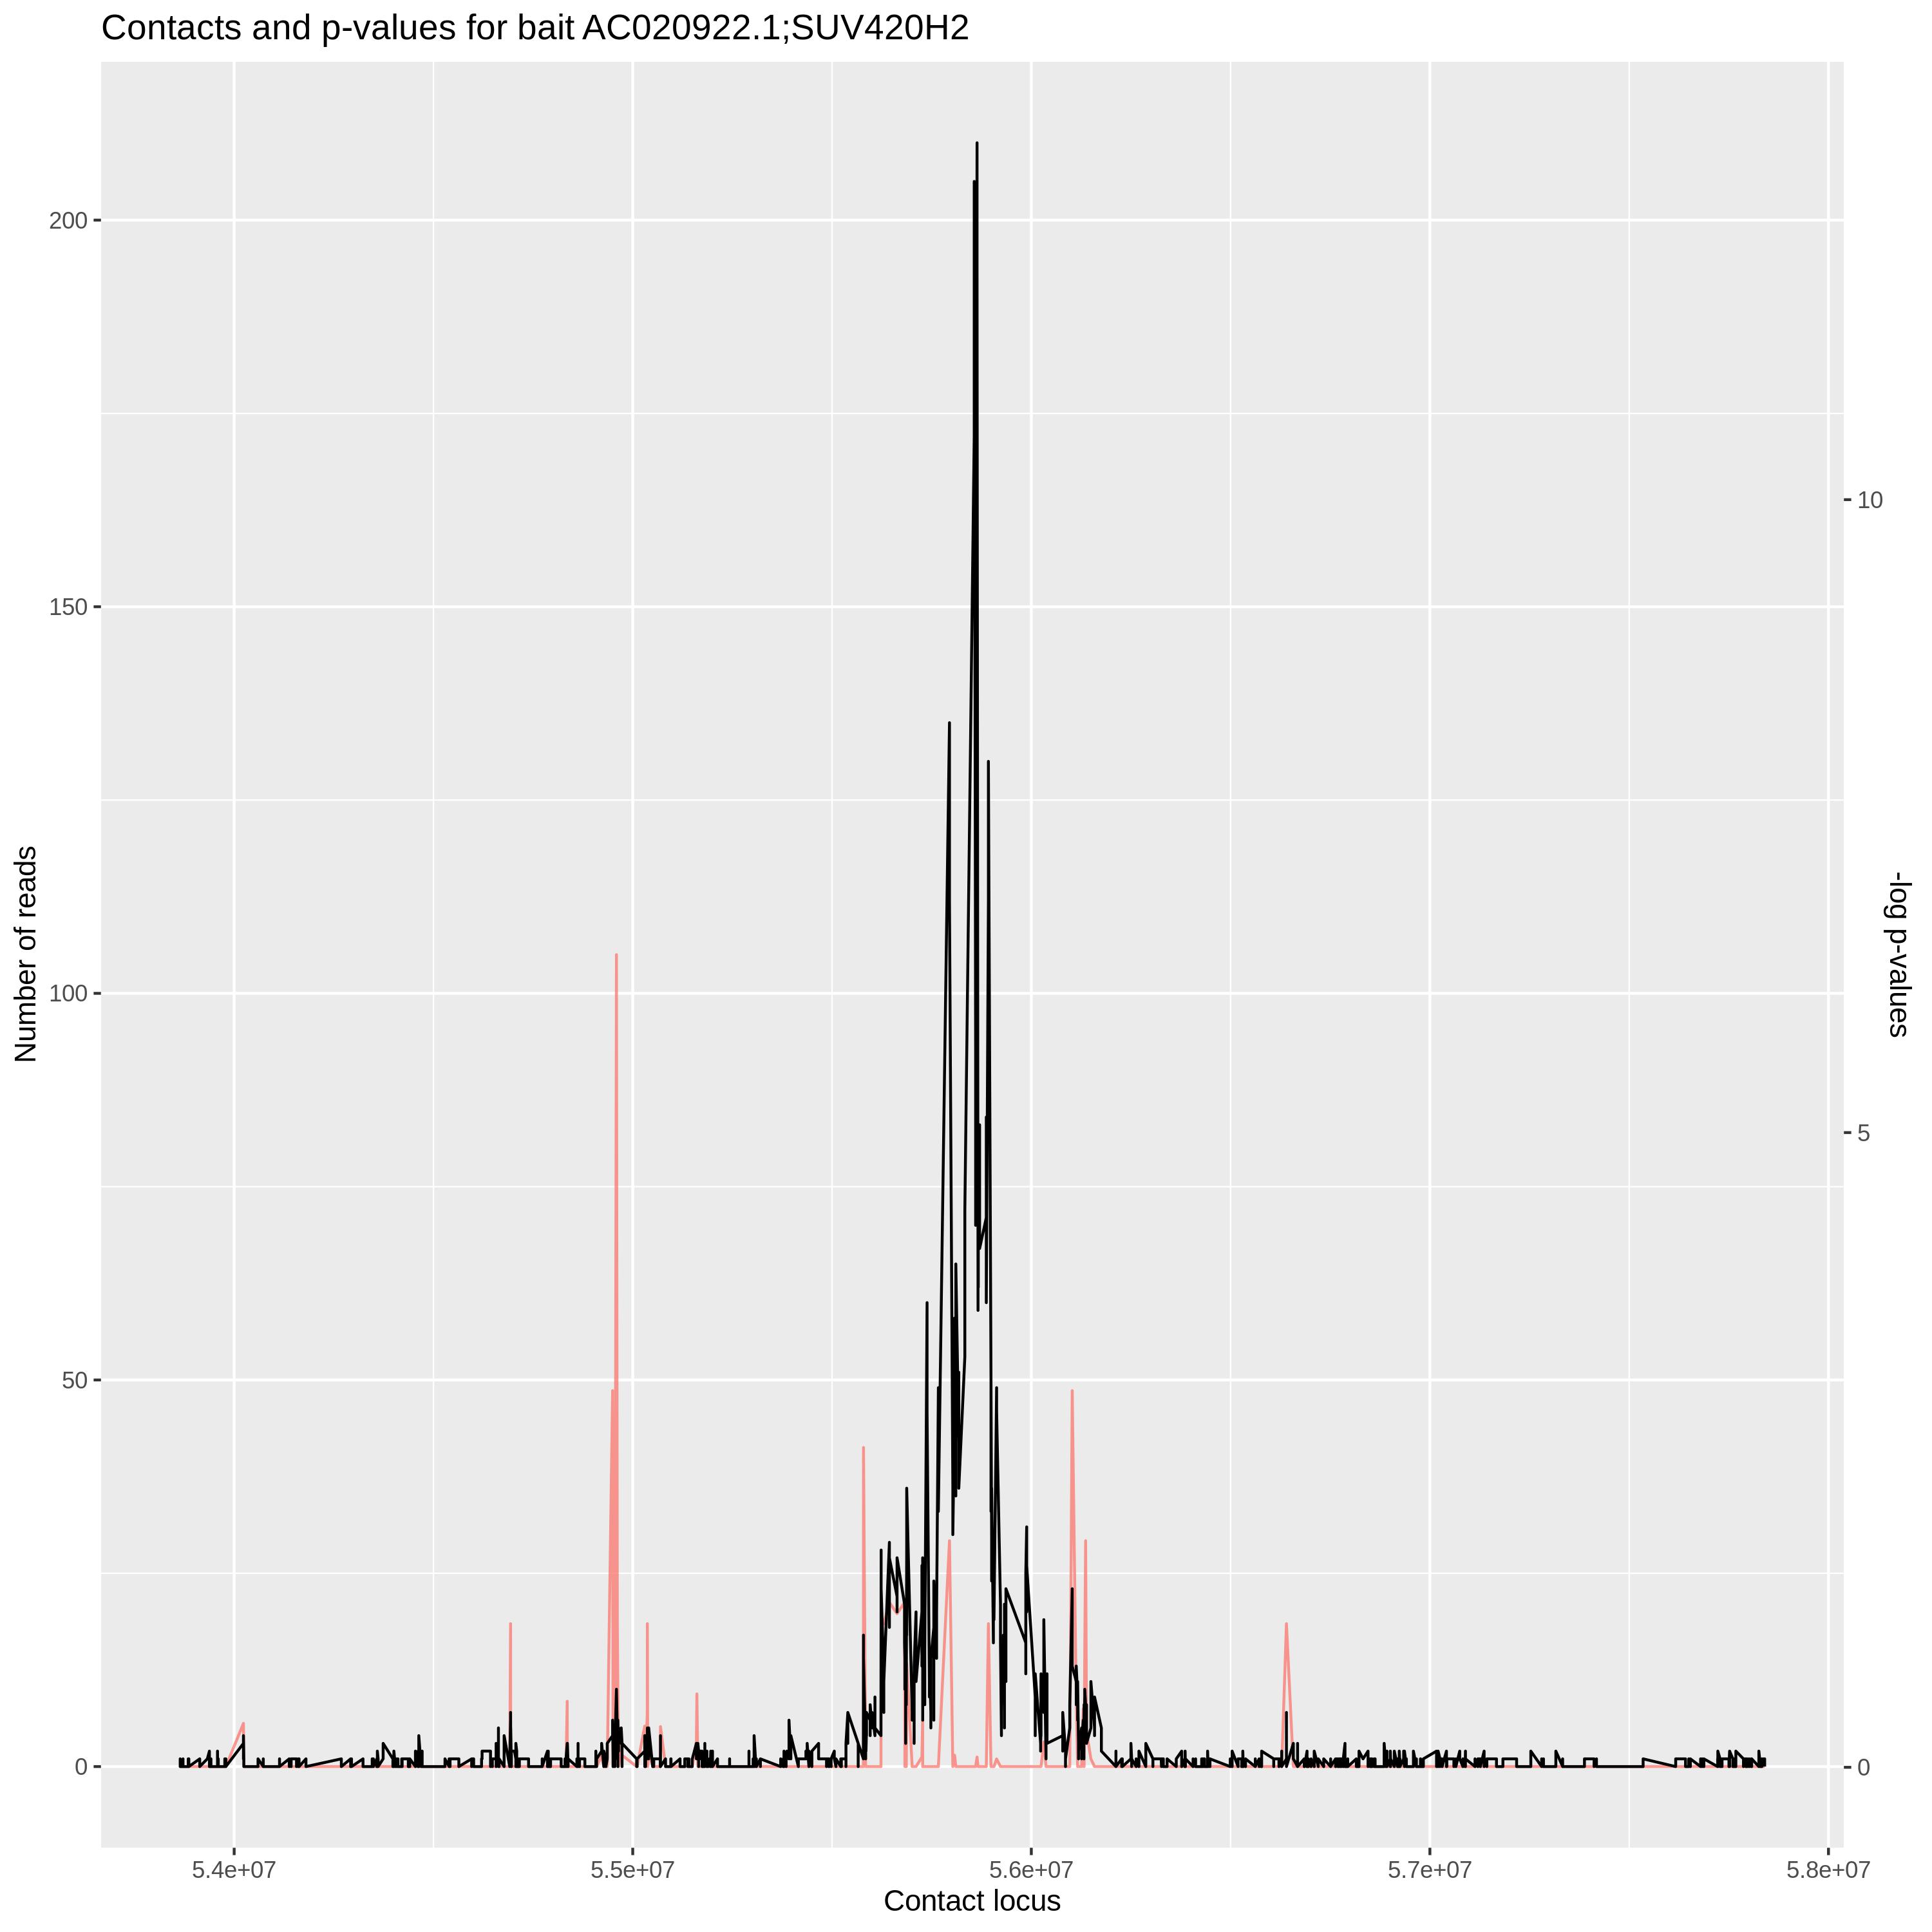 Contacts and p-values for bait AC020922.1;SUV420H2
Number of reads
200
150
100
50
0
10
5
0
-log p-values
5.4e+07 5.5e+07 5.6e+07 5.7e+07 5.8e+07
Contact locus